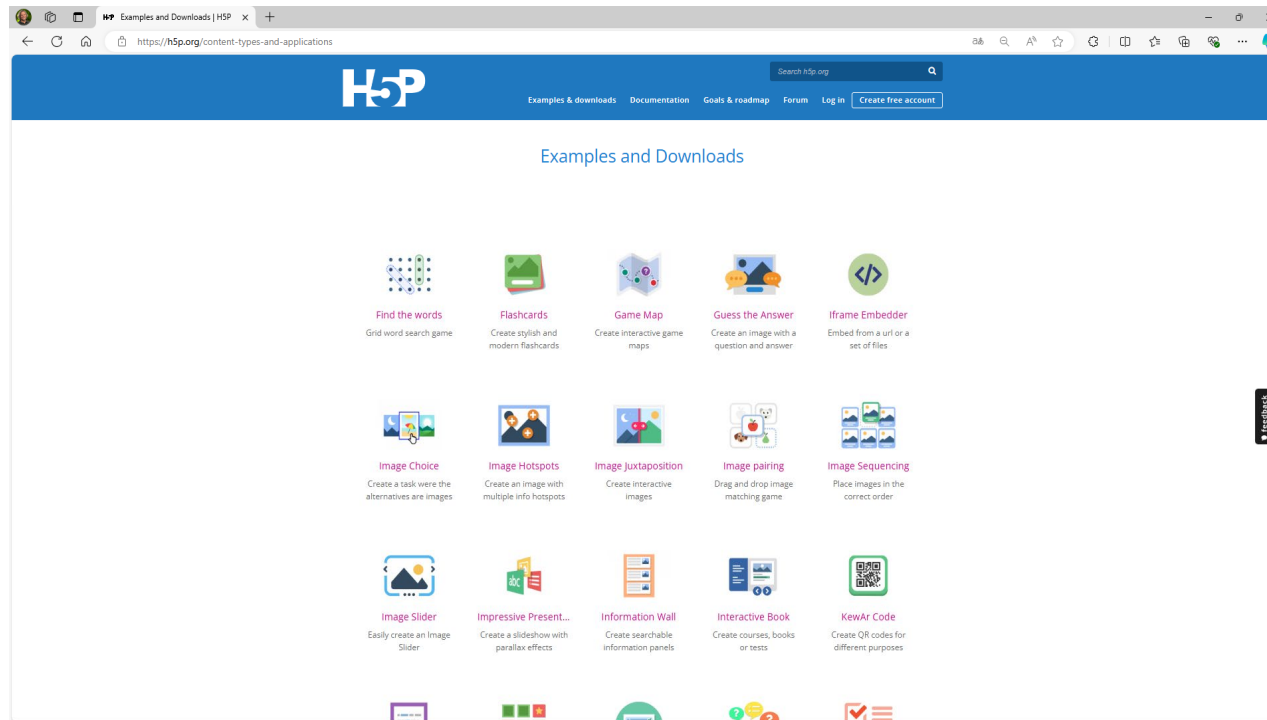 Examples and Downloads | H5P
https://h5p.org/content-types-and-applications
H5P
Search h5p.org
Examples & downloads Documentation Goals & roadmap Forum Log in Create free account
Examples and Downloads
Find the words Flashcards Game Map Guess the Answer Iframe Embedder
Grid word search game Create stylish and Create interactive game Create an image with a Embed from a url or a
modern flashcards maps question and answer set of files
Image Choice Image Hotspots Image Juxtaposition Image pairing Image Sequencing
Create a task were the Create an image with Create interactive Drag and drop image Place images in the
alternatives are images multiple info hotspots images matching game correct order
abc
Image Slider Impressive Present... Information Wall Interactive Book KewAr Code
Easily create an Image Create a slideshow with Create searchable Create courses, books Create QR codes for
Slider parallax effects information panels or tests different purposes
feedback